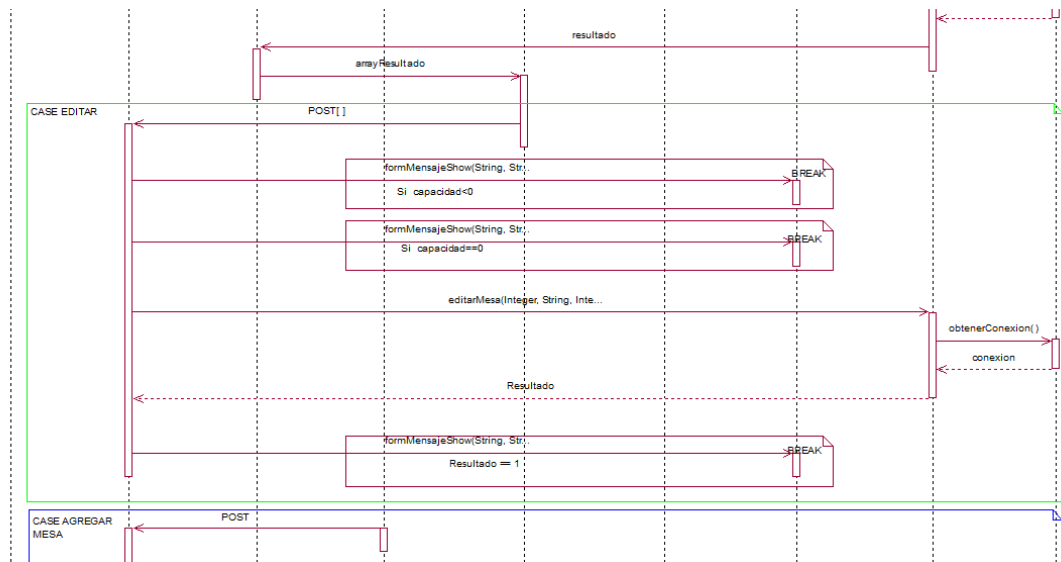 resultado
arrayResultado
CASE EDITAR
POST[ ]
formMensajeShow(String, Str...
BREAK
Si capacidad<0
formMensajeShow(String, Str...
BREAK
Si capacidad==0
editarMesa(Integer, String, Inte...
obtenerConexion( )
conexion
Resultado
formMensajeShow(String, Str...
BREAK
Resultado == 1
CASE AGREGAR
MESA
POST